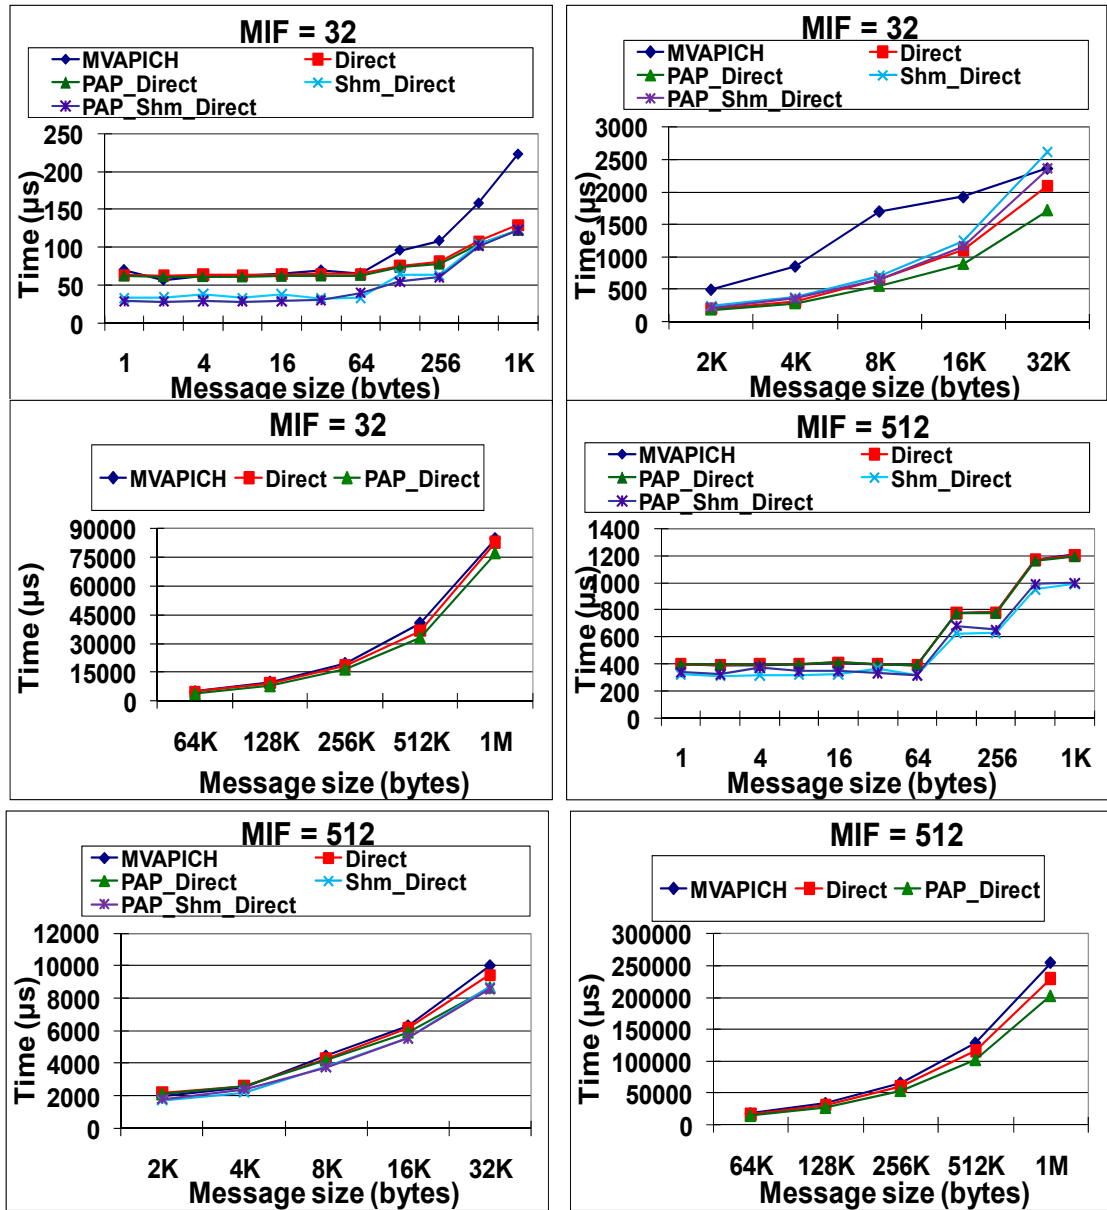 MIF = 32
MVAPICH Direct
PAP_Direct Shm_Direct
PAP_Shm_Direct
250
200
150
100
50
0
Time (µs)
1 4 16 64 256 1K
Message size (bytes)
MIF = 32
MVAPICH Direct
PAP_Direct Shm_Direct
PAP_Shm_Direct
3000
2500
2000
1500
1000
500
0
Time (µs)
2K 4K 8K 16K 32K
Message size (bytes)
MIF = 32
MVAPICH Direct PAP_Direct
90000
75000
60000
45000
30000
15000
0
Time (µs)
64K 128K 256K 512K 1M
Message size (bytes)
MIF = 512
MVAPICH Direct
PAP_Direct Shm_Direct
PAP_Shm_Direct
1400
1200
1000
800
600
400
200
0
Time (µs)
1 4 16 64 256 1K
Message size (bytes)
MIF = 512
MVAPICH Direct
PAP_Direct Shm_Direct
PAP_Shm_Direct
12000
10000
8000
6000
4000
2000
0
Time (µs)
2K 4K 8K 16K 32K
Message size (bytes)
MIF = 512
MVAPICH Direct PAP_Direct
300000
250000
200000
150000
100000
50000
0
Time (µs)
64K 128K 256K 512K 1M
Message size (bytes)